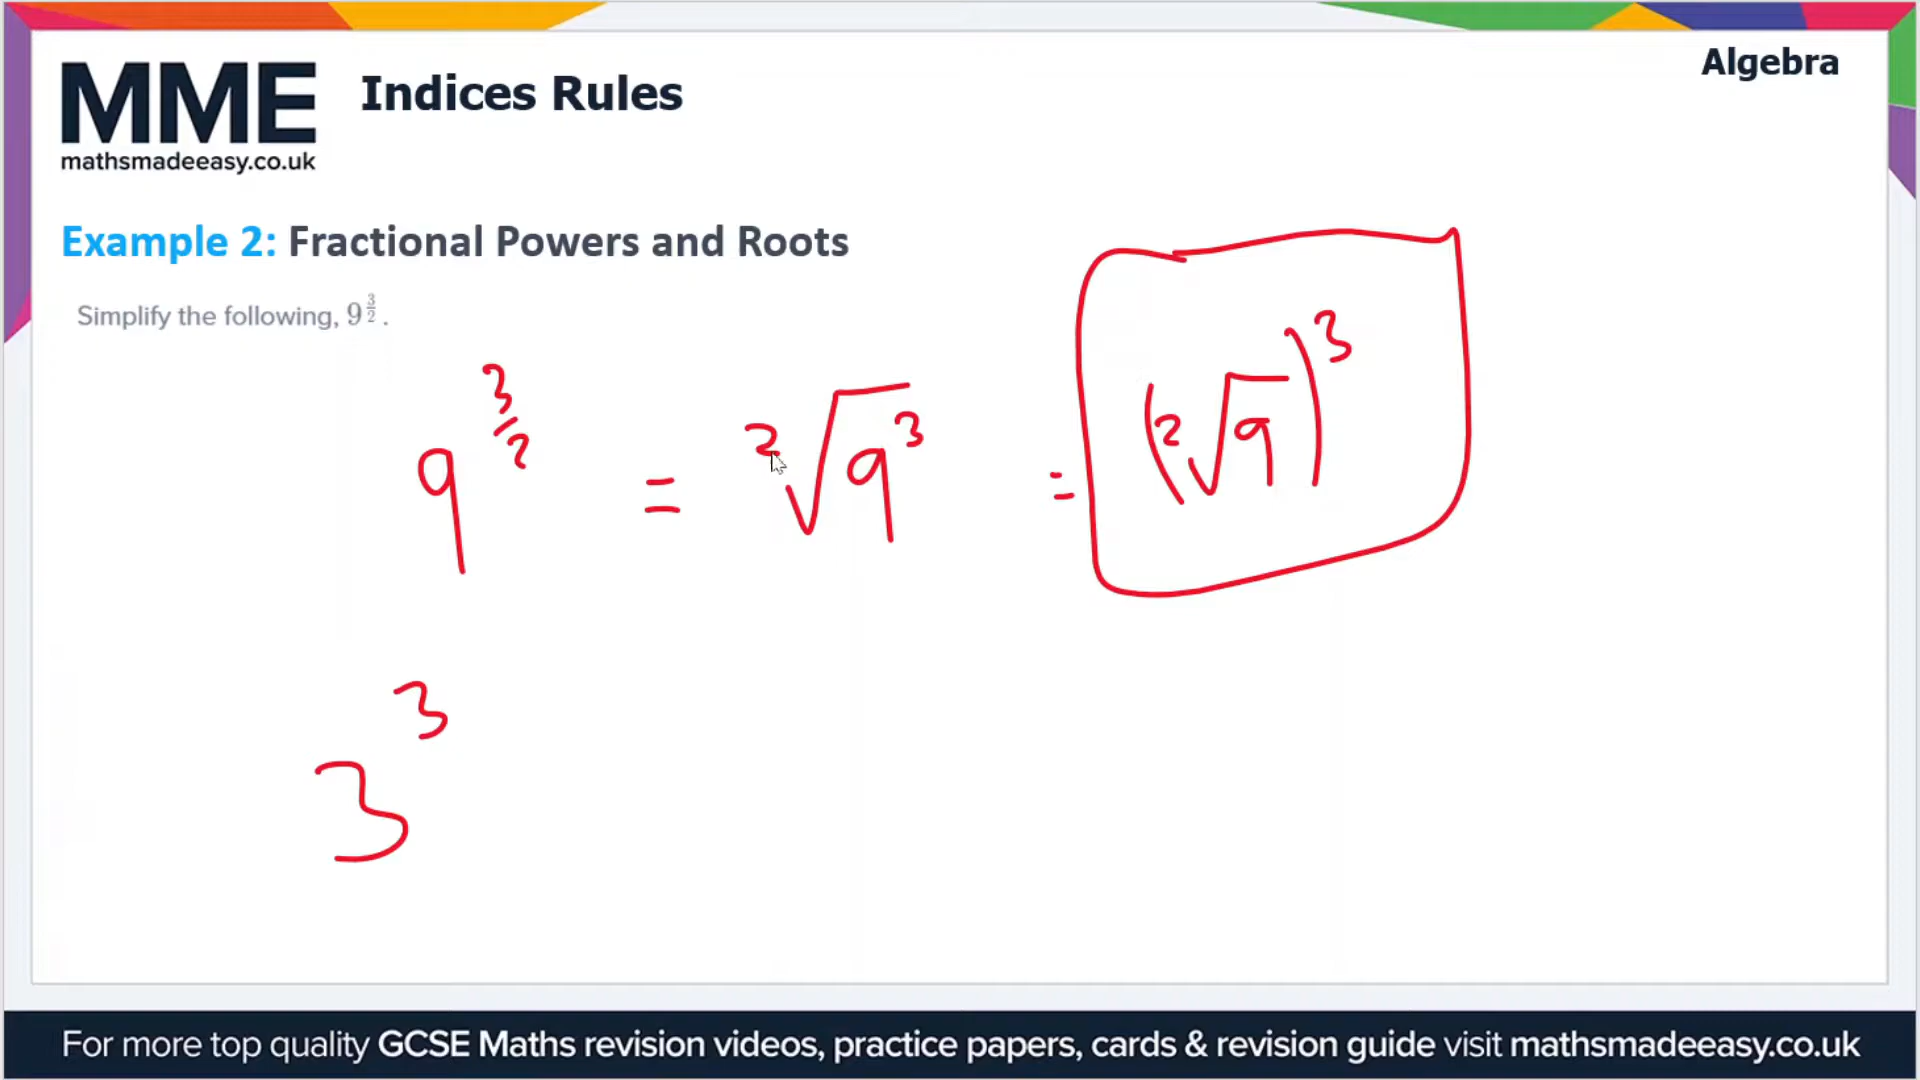 Algebra
MME
mathsmadeeasy.co.uk
Indices Rules
Example 2: Fractional Powers and Roots
Simplify the following, 9^{3/2}.
9^{3/2} = ²√9³ = (²√9)³
3³
For more top quality GCSE Maths revision videos, practice papers, cards & revision guide visit mathsmadeeasy.co.uk